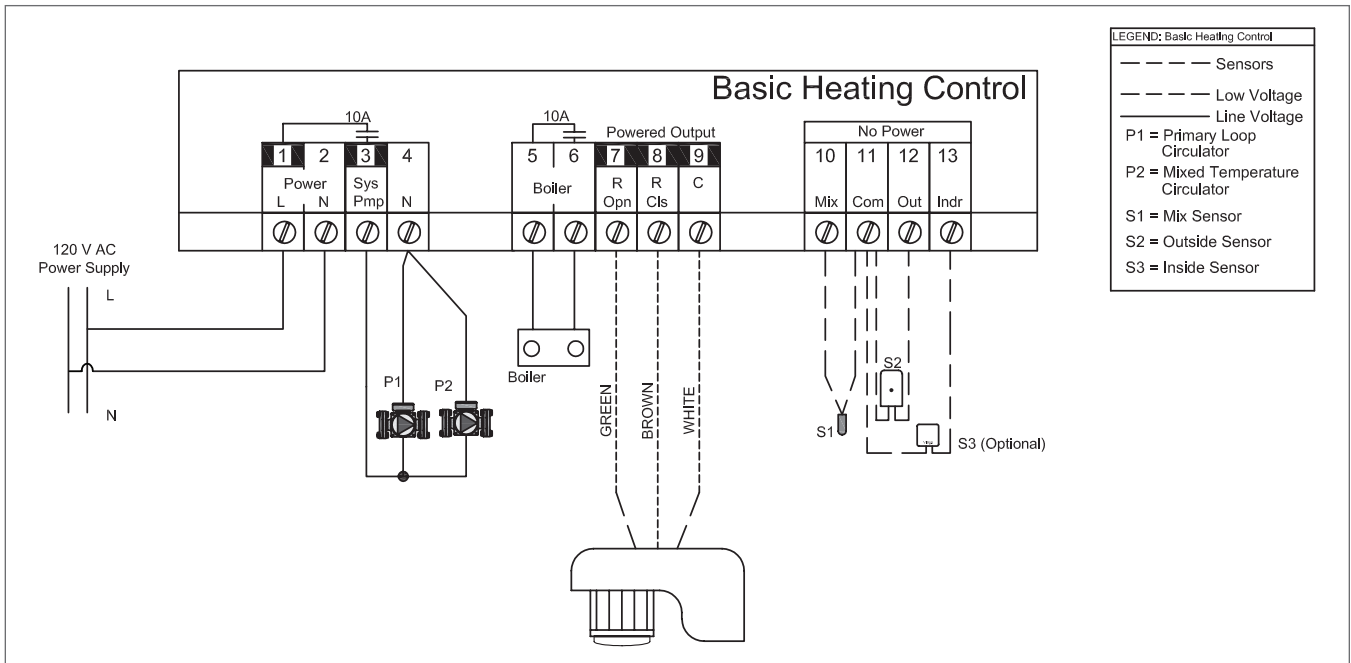 Basic Heating Control
10A
10A
Powered Output
No Power
1 2 3 4
5 6 7 8 9
10 11 12 13
Power
L N
Sys
Pmp
N
Boiler
R
Opn
R
Cls
C
Mix Com Out Indr
120 V AC
Power Supply
L
N
P1
P2
Boiler
GREEN
BROWN
WHITE
S1
S2
S3 (Optional)
LEGEND: Basic Heating Control
Sensors
Low Voltage
Line Voltage
P1 = Primary Loop
Circulator
P2 = Mixed Temperature
Circulator
S1 = Mix Sensor
S2 = Outside Sensor
S3 = Inside Sensor